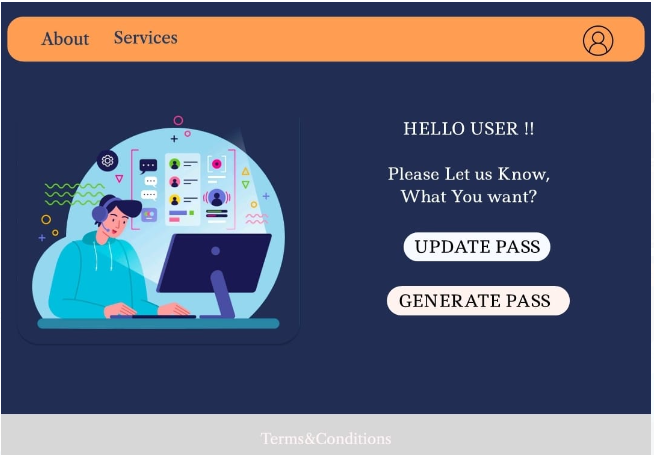 About Services
HELLO USER !!
Please Let us Know,
What You want?
UPDATE PASS
GENERATE PASS
Terms&Conditions